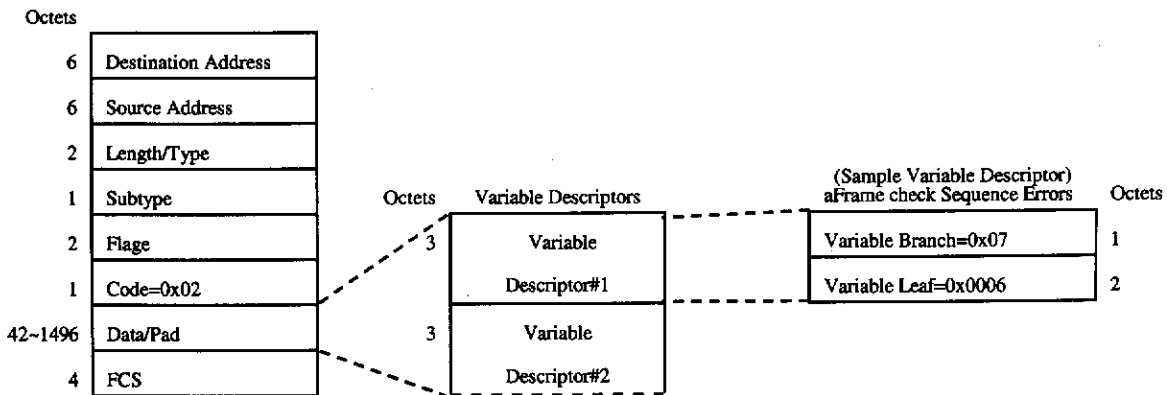 Octets
6 Destination Address
6 Source Address
2 Length/Type
1 Subtype
2 Flage
1 Code=0x02
42~1496 Data/Pad
4 FCS
Octets Variable Descriptors
3 Variable
Descriptor#1
3 Variable
Descriptor#2
(Sample Variable Descriptor)
aFrame check Sequence Errors Octets
Variable Branch=0x07 1
Variable Leaf=0x0006 2